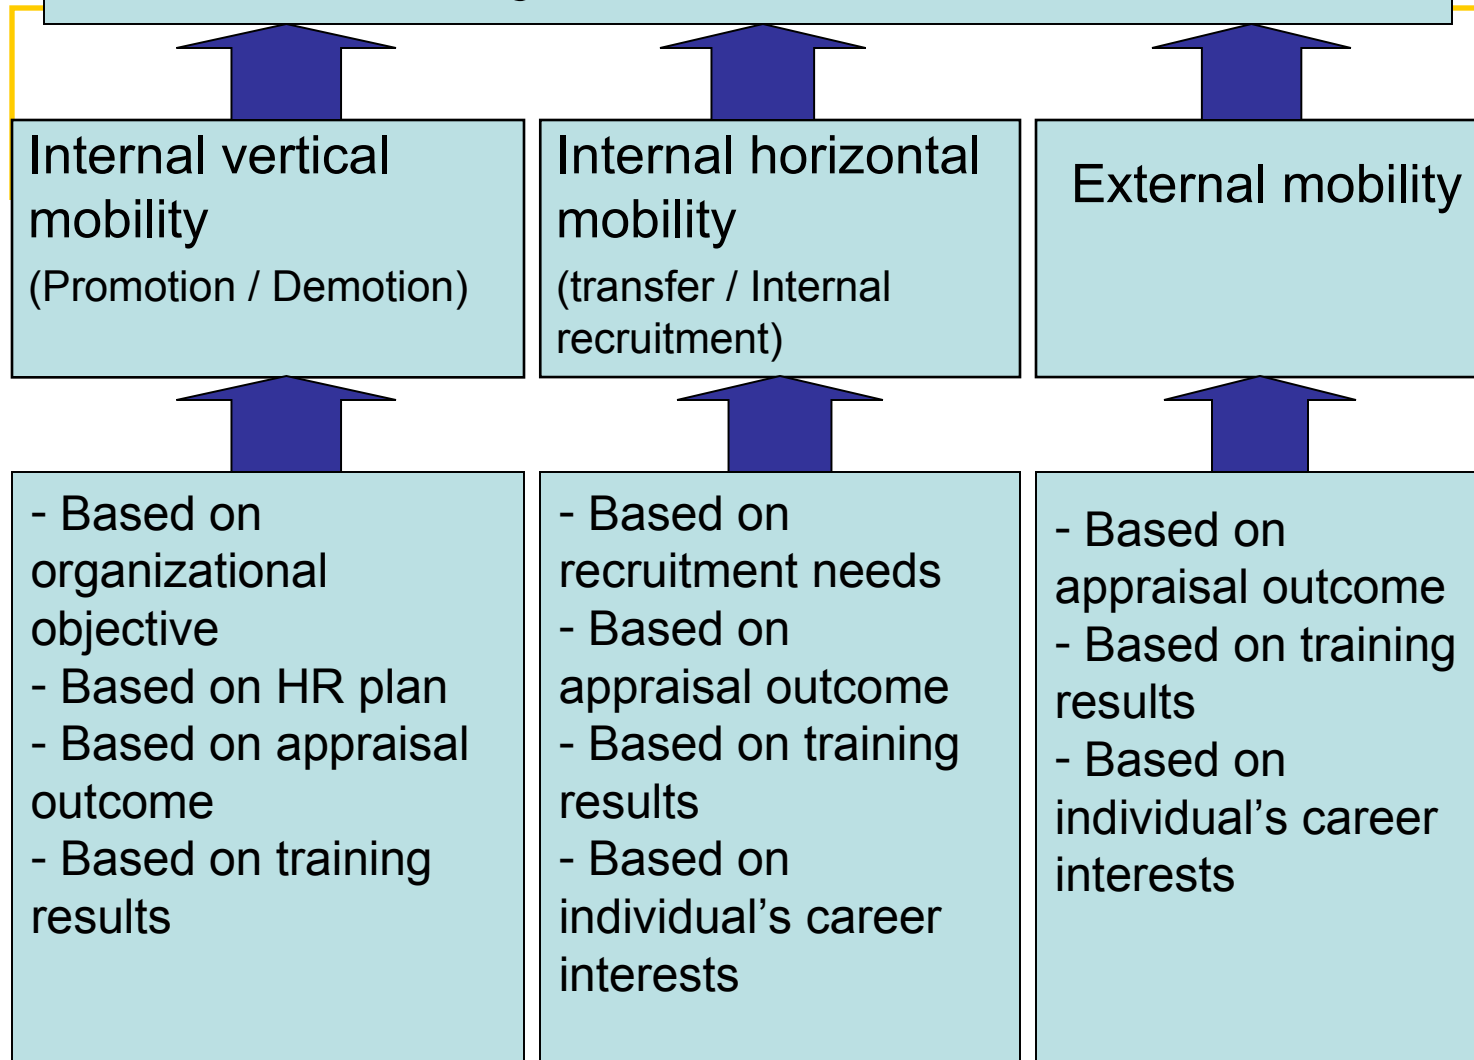 Internal vertical
mobility
(Promotion / Demotion)
Internal horizontal
mobility
(transfer / Internal
recruitment)
External mobility
- Based on
organizational
objective
- Based on HR plan
- Based on appraisal
outcome
- Based on training
results
- Based on
recruitment needs
- Based on
appraisal outcome
- Based on training
results
- Based on
individual’s career
interests
- Based on
appraisal outcome
- Based on training
results
- Based on
individual’s career
interests